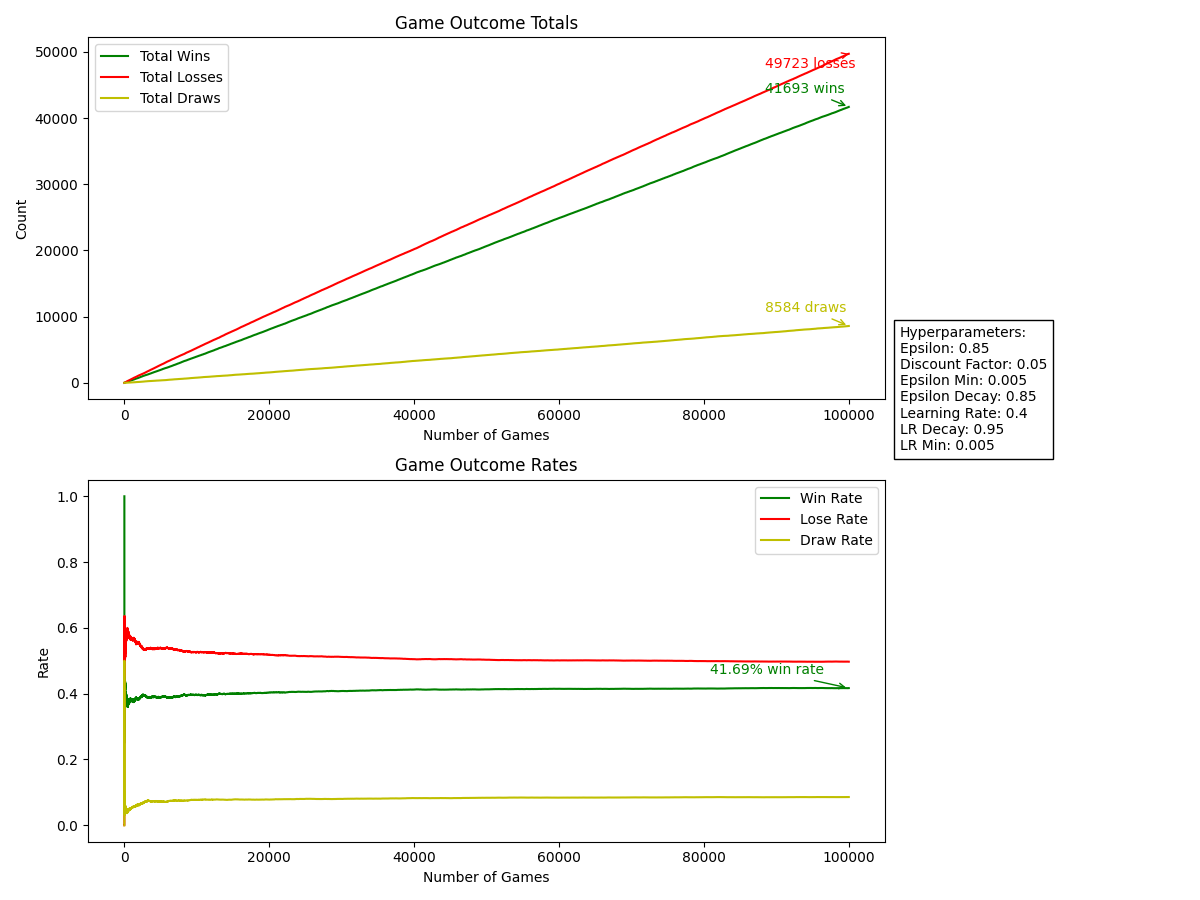 Game Outcome Totals
Total Wins
Total Losses
Total Draws
49723 losses
41693 wins
8584 draws
50000
40000
30000
20000
10000
0
Count
0
20000
40000
60000
80000
100000
Number of Games
Hyperparameters:
Epsilon: 0.85
Discount Factor: 0.05
Epsilon Min: 0.005
Epsilon Decay: 0.85
Learning Rate: 0.4
LR Decay: 0.95
LR Min: 0.005
Game Outcome Rates
Win Rate
Lose Rate
Draw Rate
41.69% win rate
1.0
0.8
0.6
0.4
0.2
0.0
Rate
0
20000
40000
60000
80000
100000
Number of Games